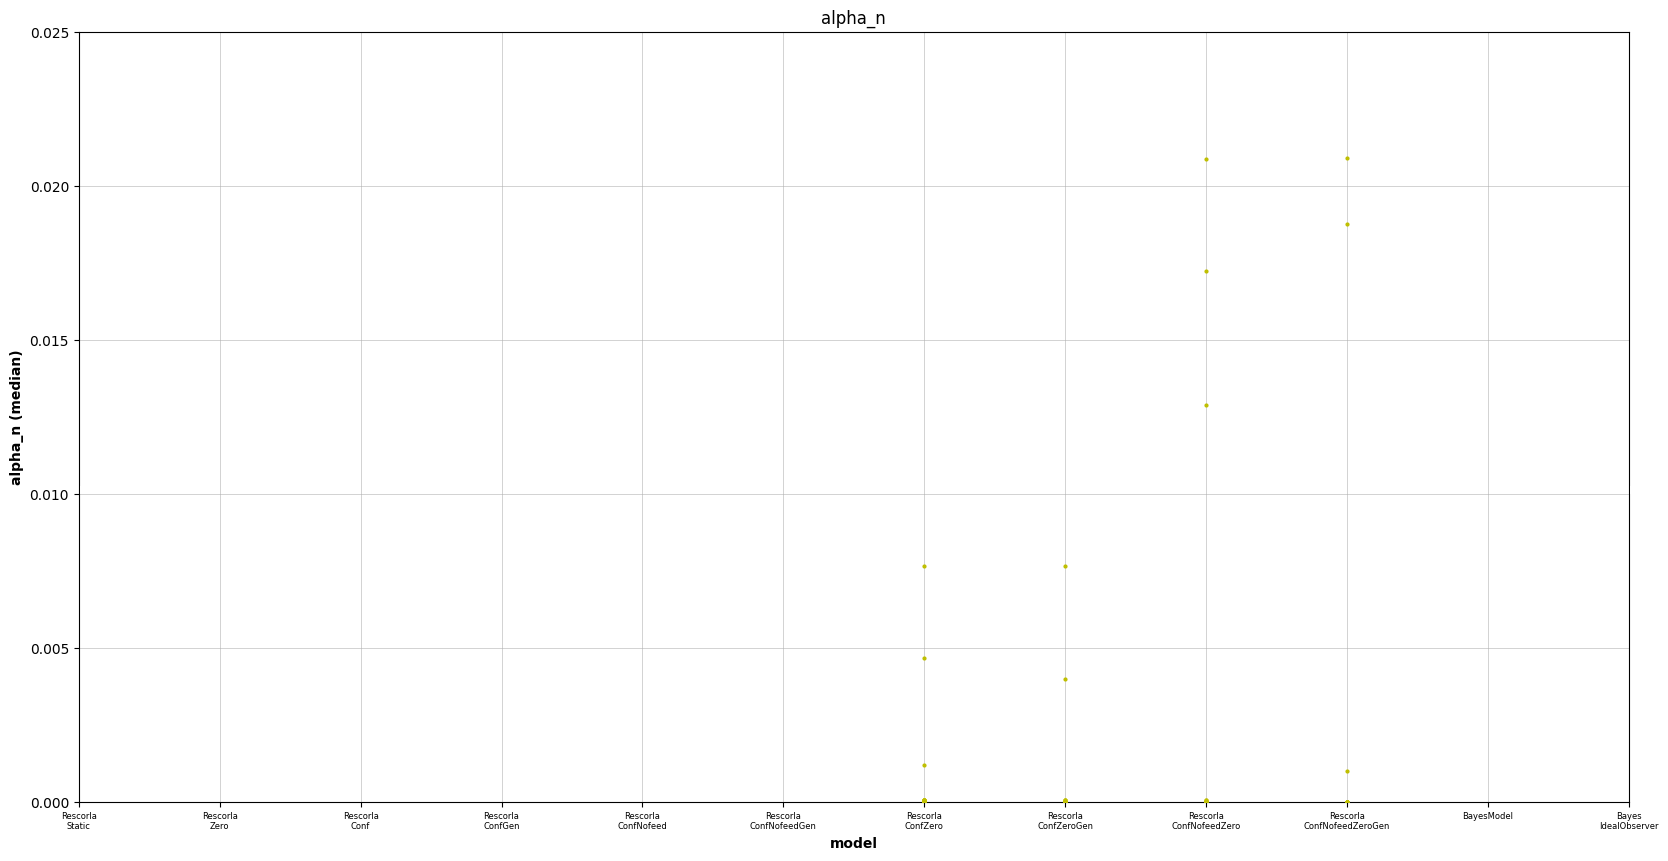 alpha_n
0.025
0.020
0.015
0.010
0.005
0.000
alpha_n (median)
Rescorla
Static
Rescorla
Zero
Rescorla
Conf
Rescorla
ConfGen
Rescorla
ConfNofeed
Rescorla
ConfNofeedGen
Rescorla
ConfZero
Rescorla
ConfZeroGen
Rescorla
ConfNofeedZero
Rescorla
ConfNofeedZeroGen
BayesModel
Bayes
IdealObserver
model